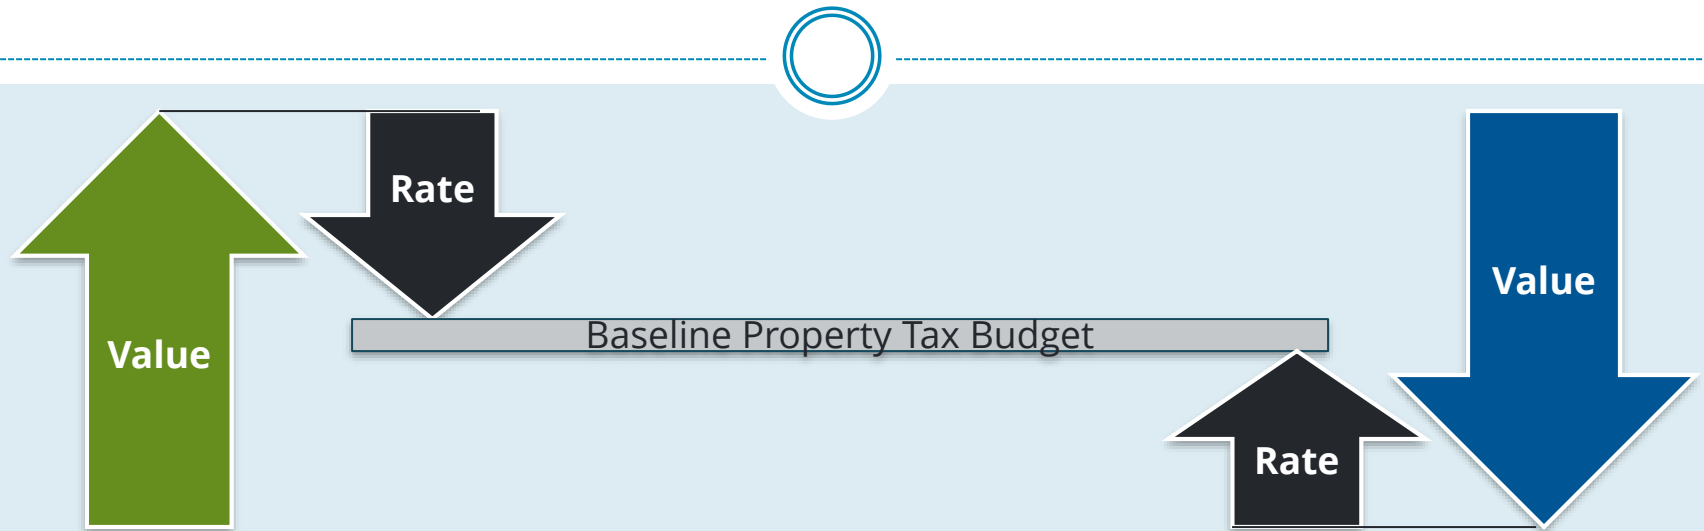 Rate
Value
Baseline Property Tax Budget
Value
Rate